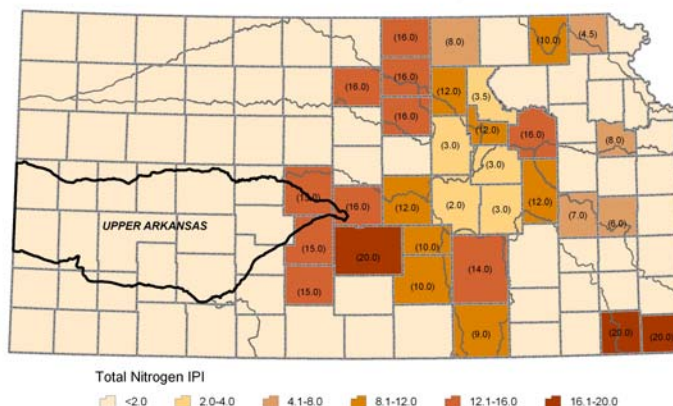 (16.0) (8.0) (10.0) (4.5)
(16.0)
(16.0) (12.0) (3.5)
(16.0) (12.0) (16.0)
(3.0) (8.0)
(3.0)
(16.0) (12.0) (2.0) (3.0) (12.0) (7.0) (6.0)
UPPER ARKANSAS
(15.0) (20.0) (10.0)
(14.0)
(15.0) (10.0)
(9.0) (20.0) (20.0)
Total Nitrogen IPI
<2.0 2.0-4.0 4.1-8.0 8.1-12.0 12.1-16.0 16.1-20.0